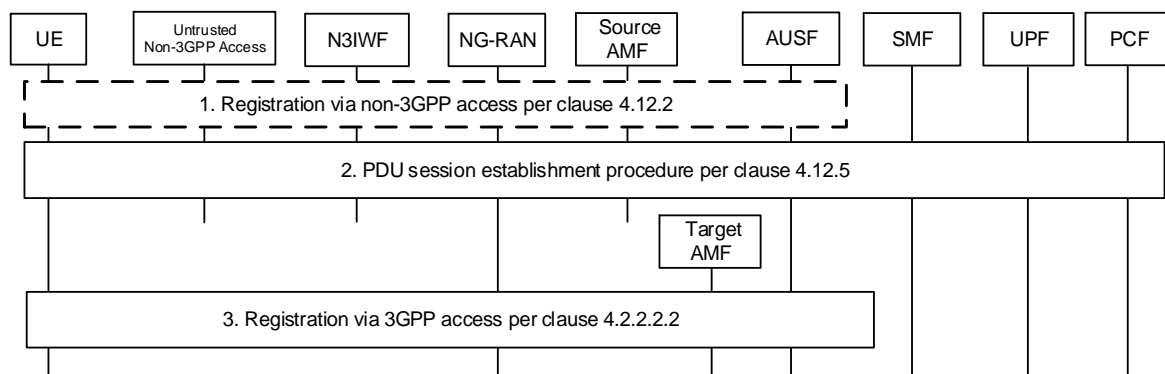 UE
Untrusted
Non-3GPP Access
N3IWF
NG-RAN
Source
AMF
AUSF
SMF
UPF
PCF
1. Registration via non-3GPP access per clause 4.12.2
2. PDU session establishment procedure per clause 4.12.5
Target
AMF
3. Registration via 3GPP access per clause 4.2.2.2.2